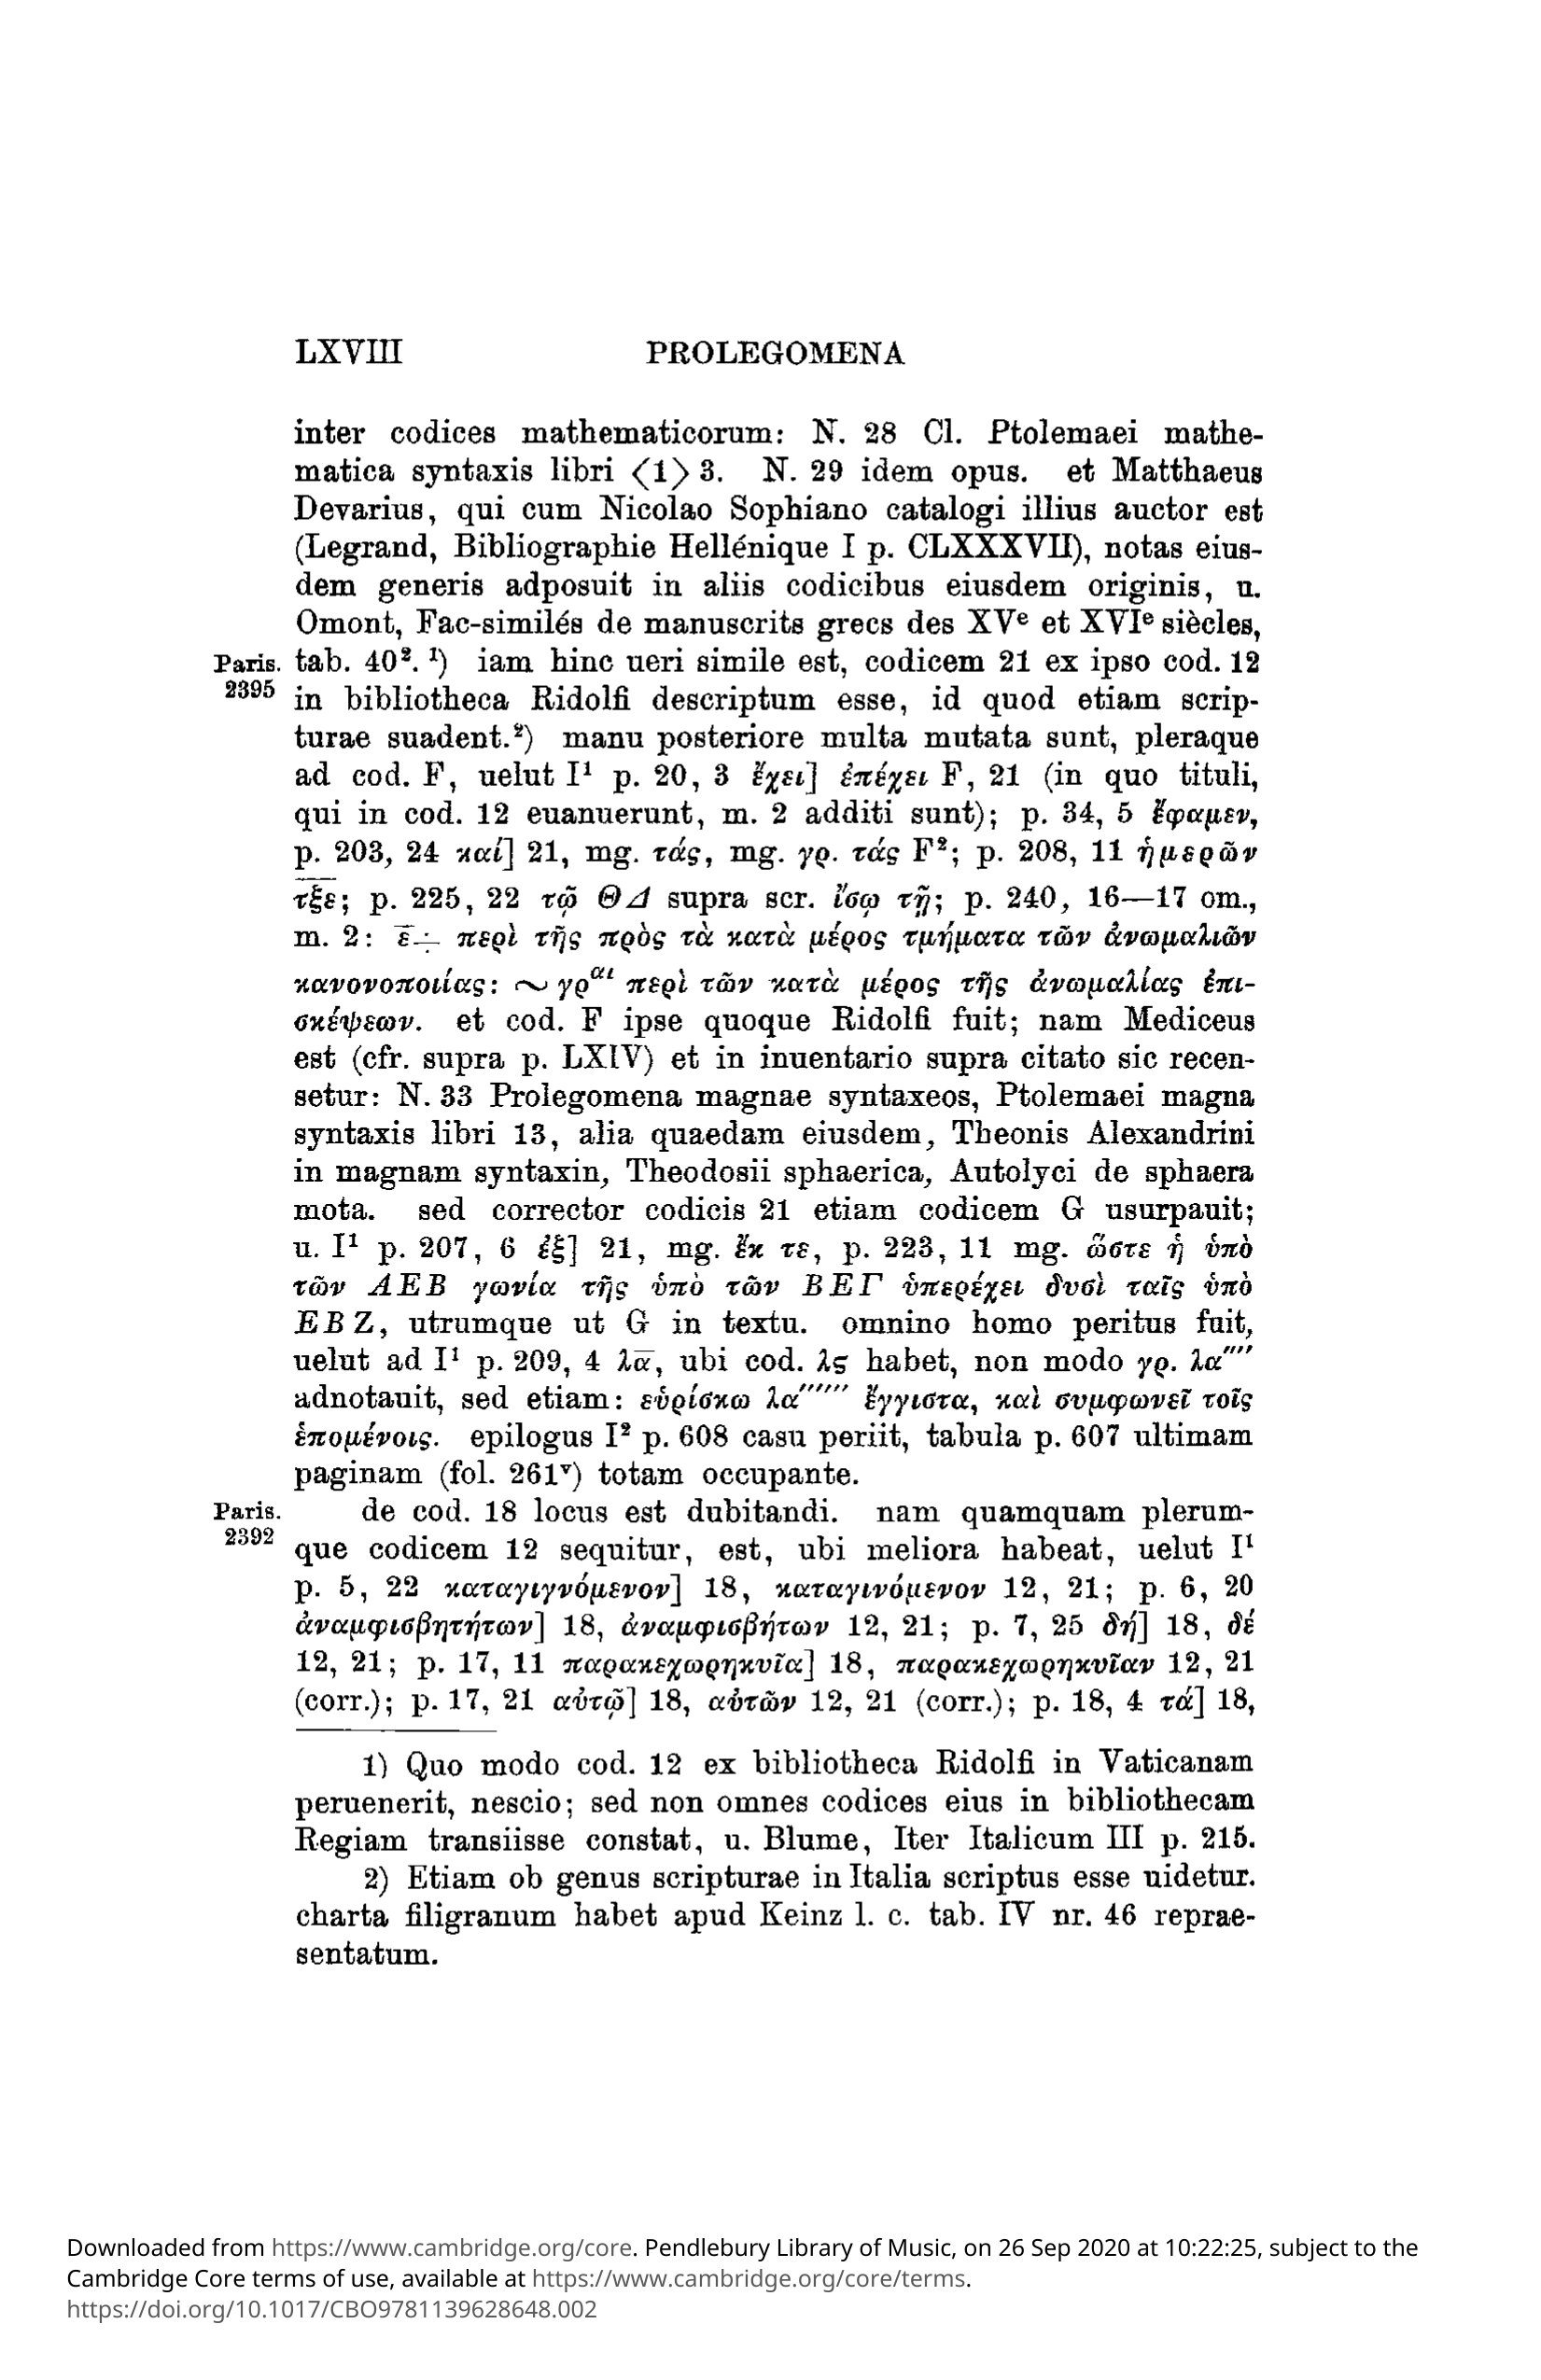 LXVIII PROLEGOMENA
inter codices mathematicorum: N. 28 Cl. Ptolemaei mathe-
matica syntaxis libri ⟨1⟩ 3. N. 29 idem opus. et Matthaeus
Devarius, qui cum Nicolao Sophiano catalogi illius auctor est
(Legrand, Bibliographie Hellénique I p. CLXXXVII), notas eius-
dem generis adposuit in aliis codicibus eiusdem originis, u.
Omont, Fac-similés de manuscrits grecs des XVᵉ et XVIᵉ siècles,
Paris. tab. 40². ¹) iam hinc ueri simile est, codicem 21 ex ipso cod. 12
2395 in bibliotheca Ridolfi descriptum esse, id quod etiam scrip-
turae suadent.²) manu posteriore multa mutata sunt, pleraque
ad cod. F, uelut I¹ p. 20, 3 ἔχει] ἐπέχει F, 21 (in quo tituli,
qui in cod. 12 euanuerunt, m. 2 additi sunt); p. 34, 5 ἔφαμεν,
p. 203, 24 καί] 21, mg. τάς, mg. γρ. τάς F²; p. 208, 11 ἡμερῶν
τ̅ξ̅ε; p. 225, 22 τῷ ΘΔ supra scr. ἴσῳ τῇ; p. 240, 16—17 om.,
m. 2: ε̅ ∻ περὶ τῆς πρὸς τὰ κατὰ μέρος τμήματα τῶν ἀνωμαλιῶν
κανονοποιίας: ∼ γρᵅᶥ περὶ τῶν κατὰ μέρος τῆς ἀνωμαλίας ἐπι-
σκέψεων. et cod. F ipse quoque Ridolfi fuit; nam Mediceus
est (cfr. supra p. LXIV) et in inuentario supra citato sic recen-
setur: N. 33 Prolegomena magnae syntaxeos, Ptolemaei magna
syntaxis libri 13, alia quaedam eiusdem, Theonis Alexandrini
in magnam syntaxin, Theodosii sphaerica, Autolyci de sphaera
mota. sed corrector codicis 21 etiam codicem G usurpauit;
u. I¹ p. 207, 6 ἐξ] 21, mg. ἔκ τε, p. 223, 11 mg. ὥστε ἡ ὑπὸ
τῶν ΑΕΒ γωνία τῆς ὑπὸ τῶν ΒΕΓ ὑπερέχει δυσὶ ταῖς ὑπὸ
ΕΒΖ, utrumque ut G in textu. omnino homo peritus fuit,
uelut ad I¹ p. 209, 4 λα̅, ubi cod. λς habet, non modo γρ. λα′′′′
adnotauit, sed etiam: εὑρίσκω λα′′′′′′ ἔγγιστα, καὶ συμφωνεῖ τοῖς
ἑπομένοις. epilogus I² p. 608 casu periit, tabula p. 607 ultimam
paginam (fol. 261ᵛ) totam occupante.
Paris. de cod. 18 locus est dubitandi. nam quamquam plerum-
2392 que codicem 12 sequitur, est, ubi meliora habeat, uelut I¹
p. 5, 22 καταγιγνόμενον] 18, καταγινόμενον 12, 21; p. 6, 20
ἀναμφισβητήτων] 18, ἀναμφισβήτων 12, 21; p. 7, 25 δή] 18, δέ
12, 21; p. 17, 11 παρακεχωρηκυῖα] 18, παρακεχωρηκυῖαν 12, 21
(corr.); p. 17, 21 αὐτῷ] 18, αὐτῶν 12, 21 (corr.); p. 18, 4 τά] 18,
1) Quo modo cod. 12 ex bibliotheca Ridolfi in Vaticanam
peruenerit, nescio; sed non omnes codices eius in bibliothecam
Regiam transiisse constat, u. Blume, Iter Italicum III p. 215.
2) Etiam ob genus scripturae in Italia scriptus esse uidetur.
charta filigranum habet apud Keinz l. c. tab. IV nr. 46 reprae-
sentatum.
Downloaded from https://www.cambridge.org/core. Pendlebury Library of Music, on 26 Sep 2020 at 10:22:25, subject to the
Cambridge Core terms of use, available at https://www.cambridge.org/core/terms.
https://doi.org/10.1017/CBO9781139628648.002